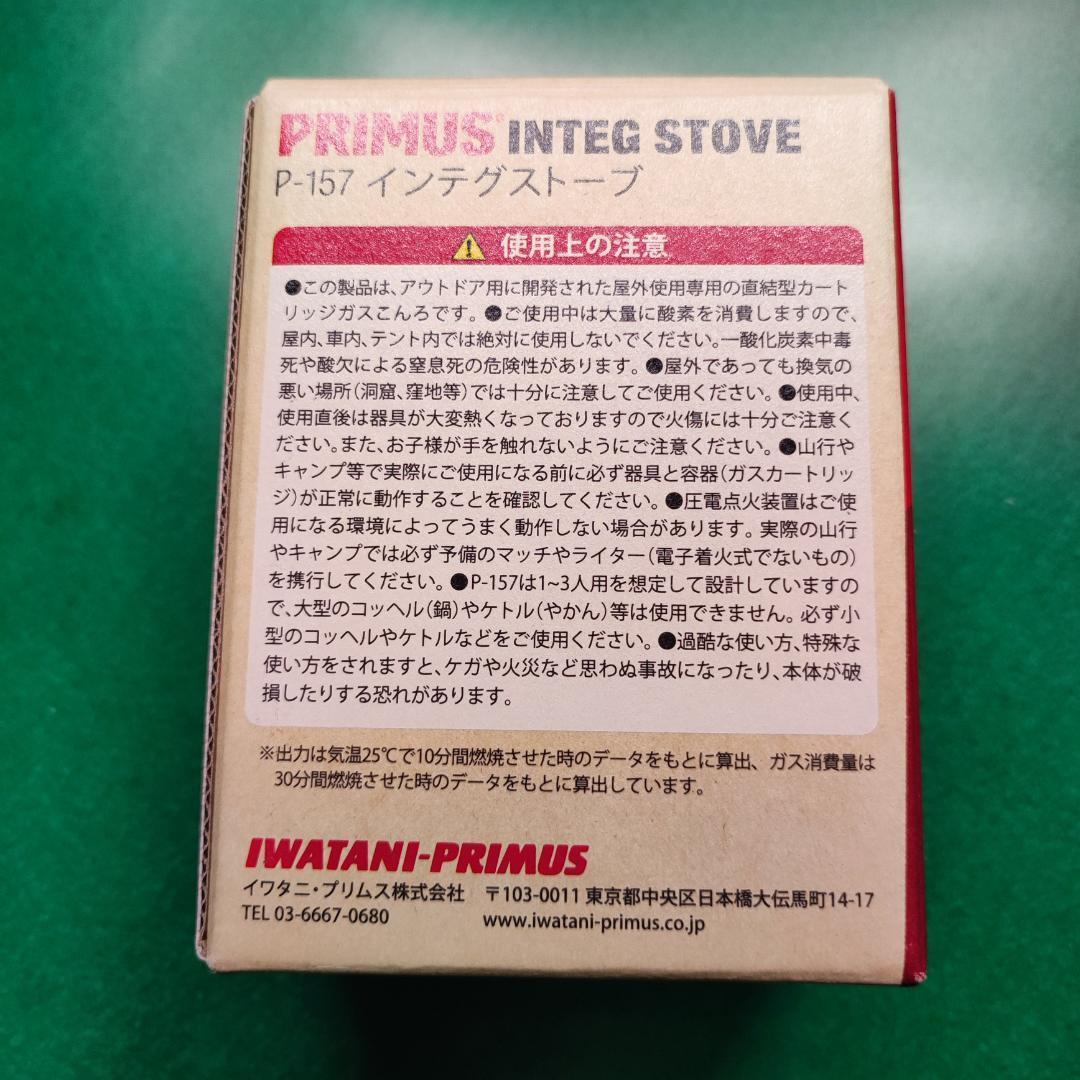 PRIMUS® INTEG STOVE
P-157 インテグストーブ
使用上の注意
●この製品は、アウトドア用に開発された屋外使用専用の直結型カート
リッジガスこんろです。●ご使用中は大量に酸素を消費しますので、
屋内、車内、テント内では絶対に使用しないでください。一酸化炭素中毒
死や酸欠による窒息死の危険性があります。●屋外であっても換気の
悪い場所（洞窟、窪地等）では十分に注意してご使用ください。●使用中、
使用直後は器具が大変熱くなっておりますので火傷には十分ご注意く
ださい。また、お子様が手を触れないようにご注意ください。●山行や
キャンプ等で実際にご使用になる前に必ず器具と容器（ガスカートリッ
ジ）が正常に動作することを確認してください。●圧電点火装置はご使
用になる環境によってうまく動作しない場合があります。実際の山行
やキャンプでは必ず予備のマッチやライター（電子着火式でないもの）
を携行してください。●P-157は1~3人用を想定して設計していますの
で、大型のコッヘル（鍋）やケトル（やかん）等は使用できません。必ず小
型のコッヘルやケトルなどをご使用ください。●過酷な使い方、特殊な
使い方をされますと、ケガや火災など思わぬ事故になったり、本体が破
損したりする恐れがあります。
※出力は気温25℃で10分間燃焼させた時のデータをもとに算出、ガス消費量は
30分間燃焼させた時のデータをもとに算出しています。
IWATANI-PRIMUS
イワタニ・プリムス株式会社 〒103-0011 東京都中央区日本橋大伝馬町14-17
TEL 03-6667-0680 www.iwatani-primus.co.jp